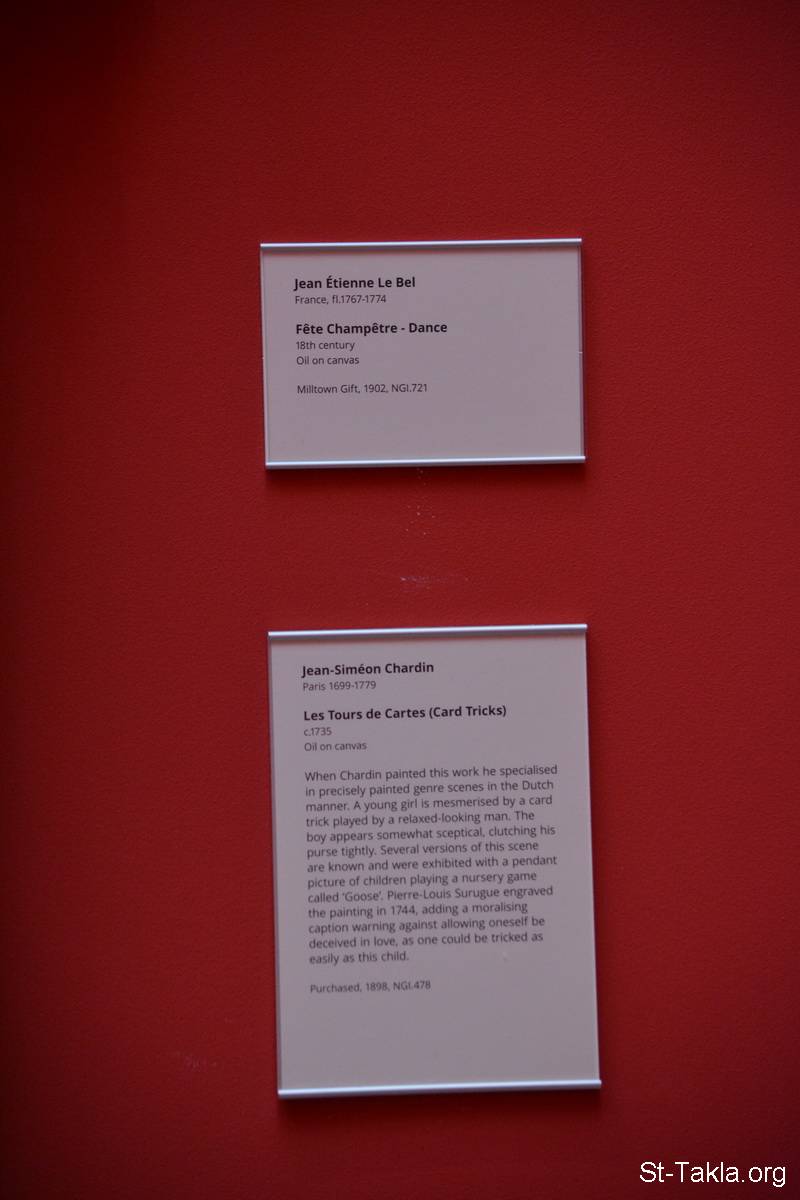 Jean Étienne Le Bel
France, fl.1767-1774
Fête Champêtre - Dance
18th century
Oil on canvas
Milltown Gift, 1902, NGI.721
Jean-Siméon Chardin
Paris 1699-1779
Les Tours de Cartes (Card Tricks)
c.1735
Oil on canvas
When Chardin painted this work he specialised
in precisely painted genre scenes in the Dutch
manner. A young girl is mesmerised by a card
trick played by a relaxed-looking man. The
boy appears somewhat sceptical, clutching his
purse tightly. Several versions of this scene
are known and were exhibited with a pendant
picture of children playing a nursery game
called ‘Goose’. Pierre-Louis Surugue engraved
the painting in 1744, adding a moralising
caption warning against allowing oneself be
deceived in love, as one could be tricked as
easily as this child.
Purchased, 1898, NGI.478
St-Takla.org